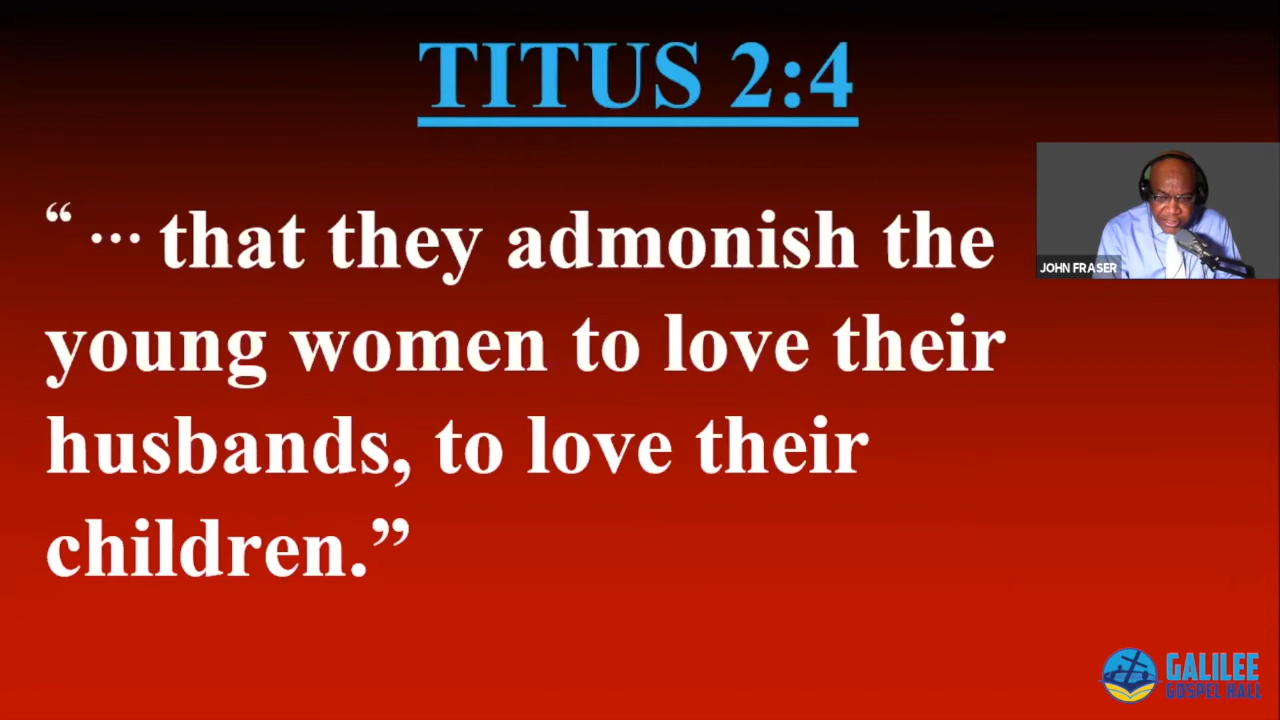 TITUS 2:4
“ … that they admonish the
young women to love their
husbands, to love their
children.”
JOHN FRASER
GALILEE
GOSPEL HALL